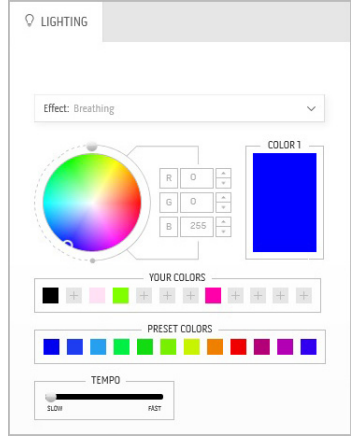 LIGHTING
Effect: Breathing
COLOR 1
R 0
G 0
B 255
YOUR COLORS
+ + + + + + + +
PRESET COLORS
TEMPO
SLOW FAST